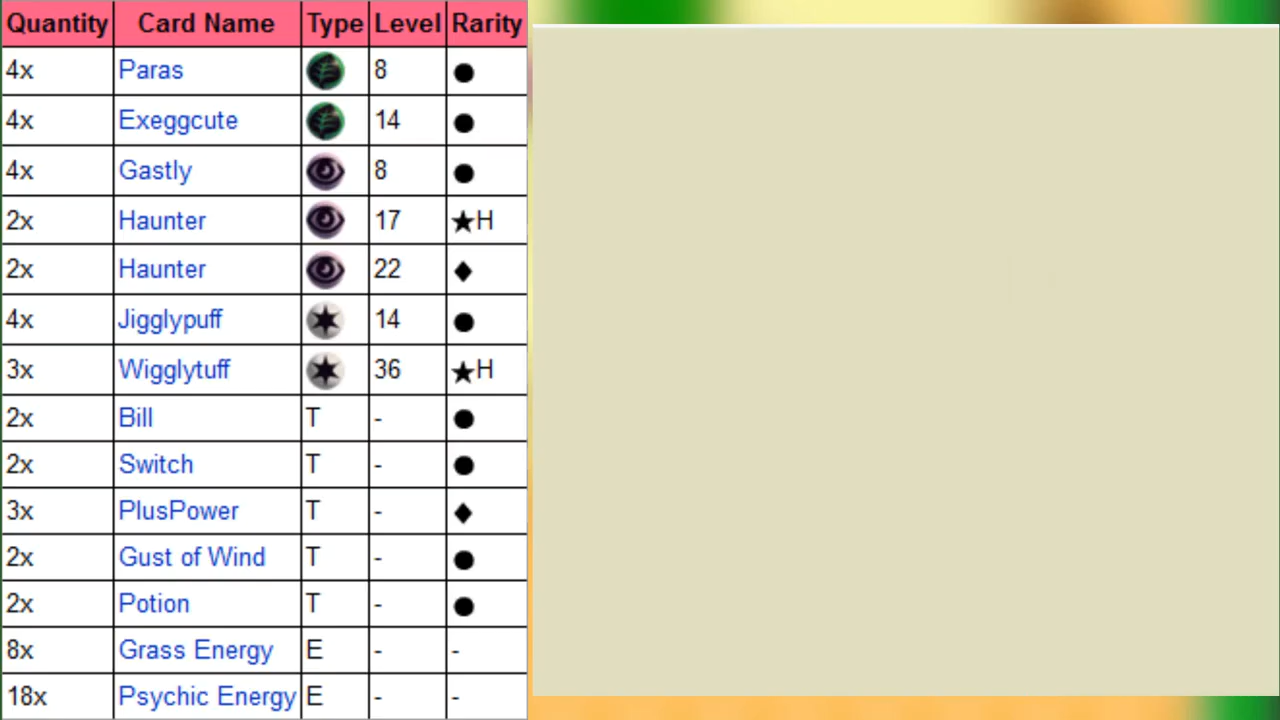 Quantity Card Name Type Level Rarity
4x Paras 8 ●
4x Exeggcute 14 ●
4x Gastly 8 ●
2x Haunter 17 ★H
2x Haunter 22 ♦
4x Jigglypuff 14 ●
3x Wigglytuff 36 ★H
2x Bill T - ●
2x Switch T - ●
3x PlusPower T - ♦
2x Gust of Wind T - ●
2x Potion T - ●
8x Grass Energy E - -
18x Psychic Energy E - -